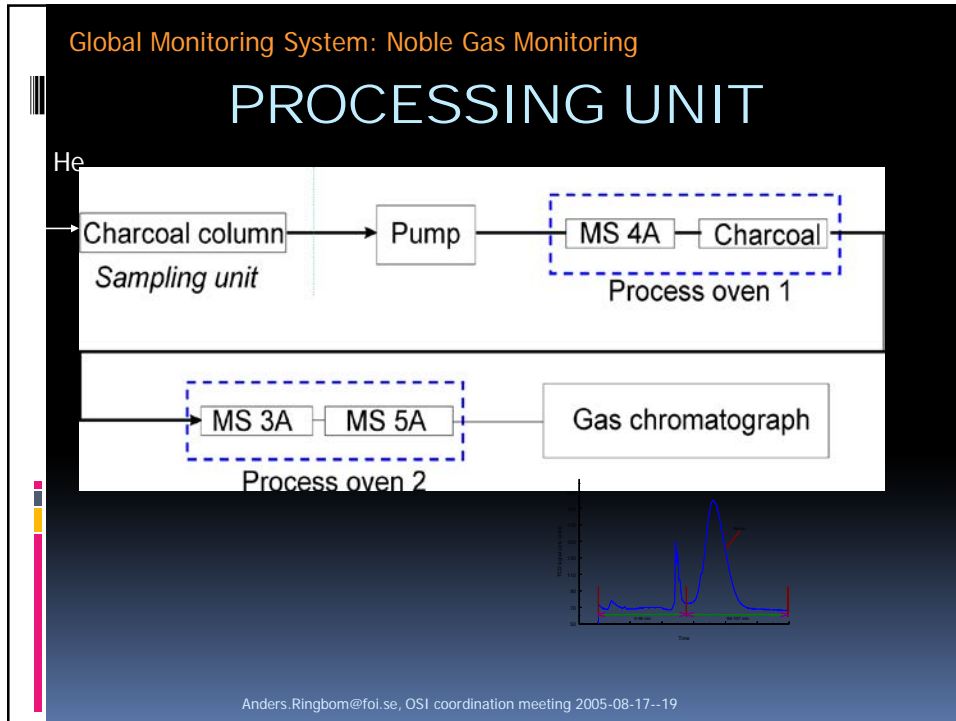 Global Monitoring System: Noble Gas Monitoring
PROCESSING UNIT
He
Charcoal column
Sampling unit
Pump
MS 4A
Charcoal
Process oven 1
MS 3A
MS 5A
Process oven 2
Gas chromatograph
Time
Anders.Ringbom@foi.se, OSI coordination meeting 2005-08-17--19